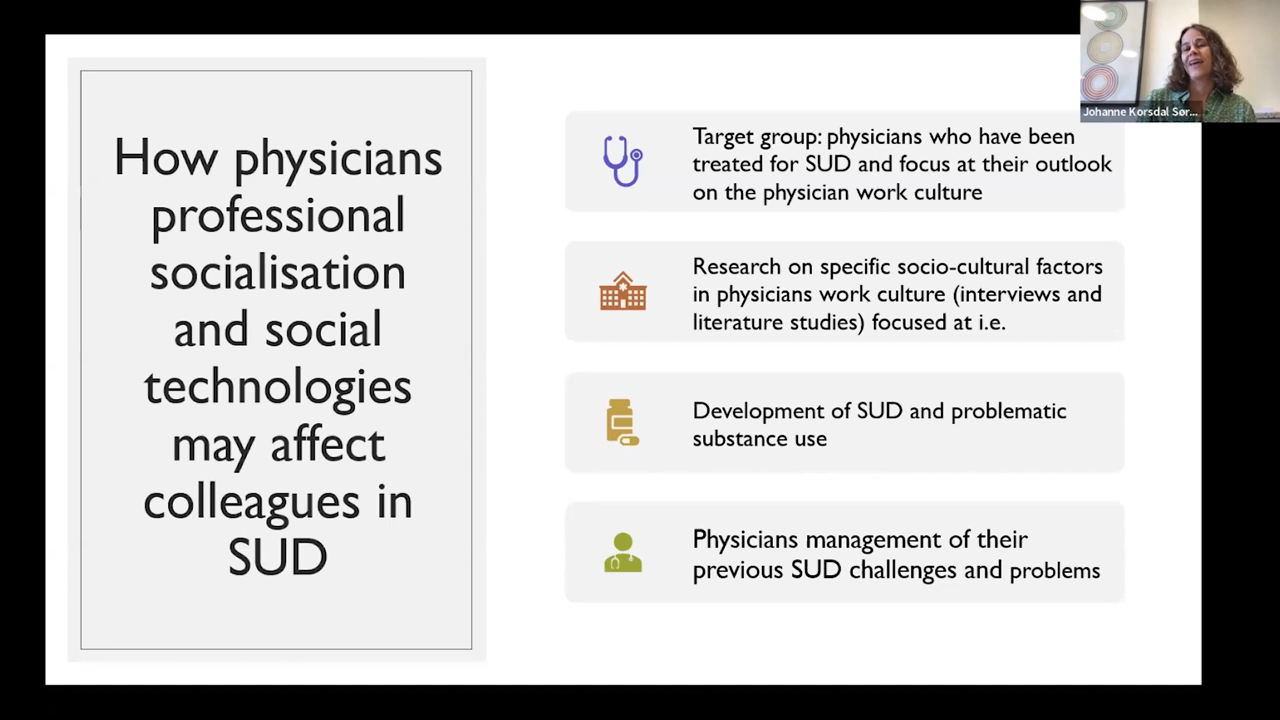 How physicians
professional
socialisation
and social
technologies
may affect
colleagues in
SUD
Target group: physicians who have been
treated for SUD and focus at their outlook
on the physician work culture
Research on specific socio-cultural factors
in physicians work culture (interviews and
literature studies) focused at i.e.
Development of SUD and problematic
substance use
Physicians management of their
previous SUD challenges and problems
Johanne Korsdal Sør...